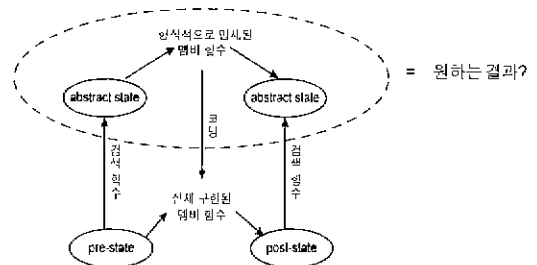 형식적으로 명세된
멤버 함수
= 원하는 결과?
abstract state
abstract state
코딩
검색 함수
검색 함수
실제 구현된
멤버 함수
pre-state
post-state